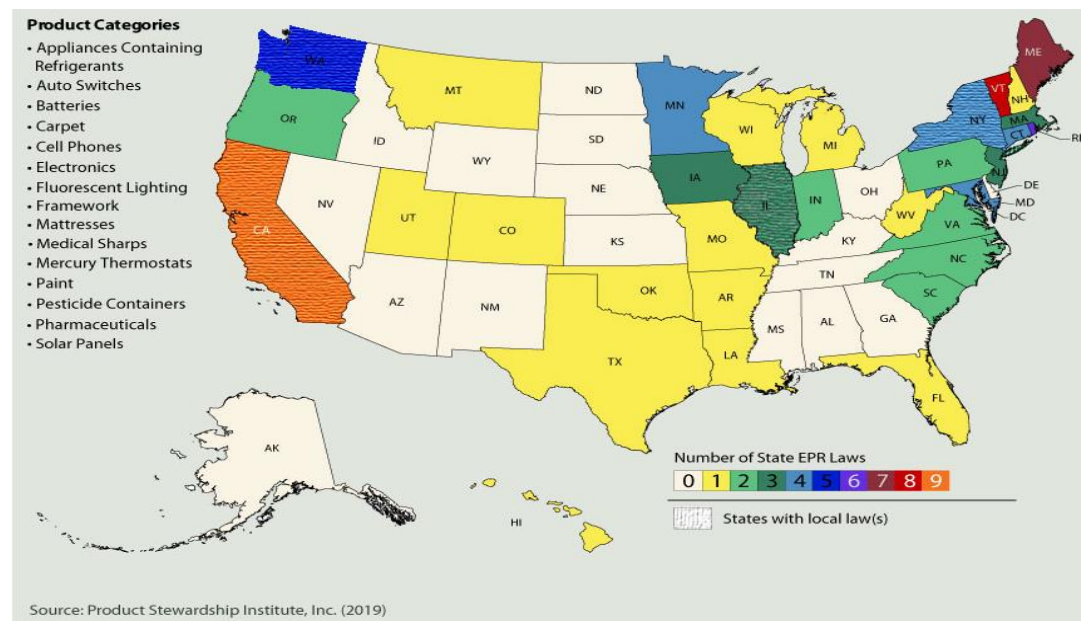 Product Categories
• Appliances Containing
Refrigerants
• Auto Switches
• Batteries
• Carpet
• Cell Phones
• Electronics
• Fluorescent Lighting
• Framework
• Mattresses
• Medical Sharps
• Mercury Thermostats
• Paint
• Pesticide Containers
• Pharmaceuticals
• Solar Panels
WA
OR
CA
ID
NV
MT
WY
UT
CO
AZ
NM
ND
SD
NE
KS
OK
TX
MN
IA
MO
AR
LA
WI
IL
MI
IN
OH
KY
TN
MS
AL
GA
FL
SC
NC
VA
WV
PA
NY
VT
NH
ME
MA
CT
RI
NJ
DE
MD
DC
AK
HI
Number of State EPR Laws
0 1 2 3 4 5 6 7 8 9
States with local law(s)
Source: Product Stewardship Institute, Inc. (2019)